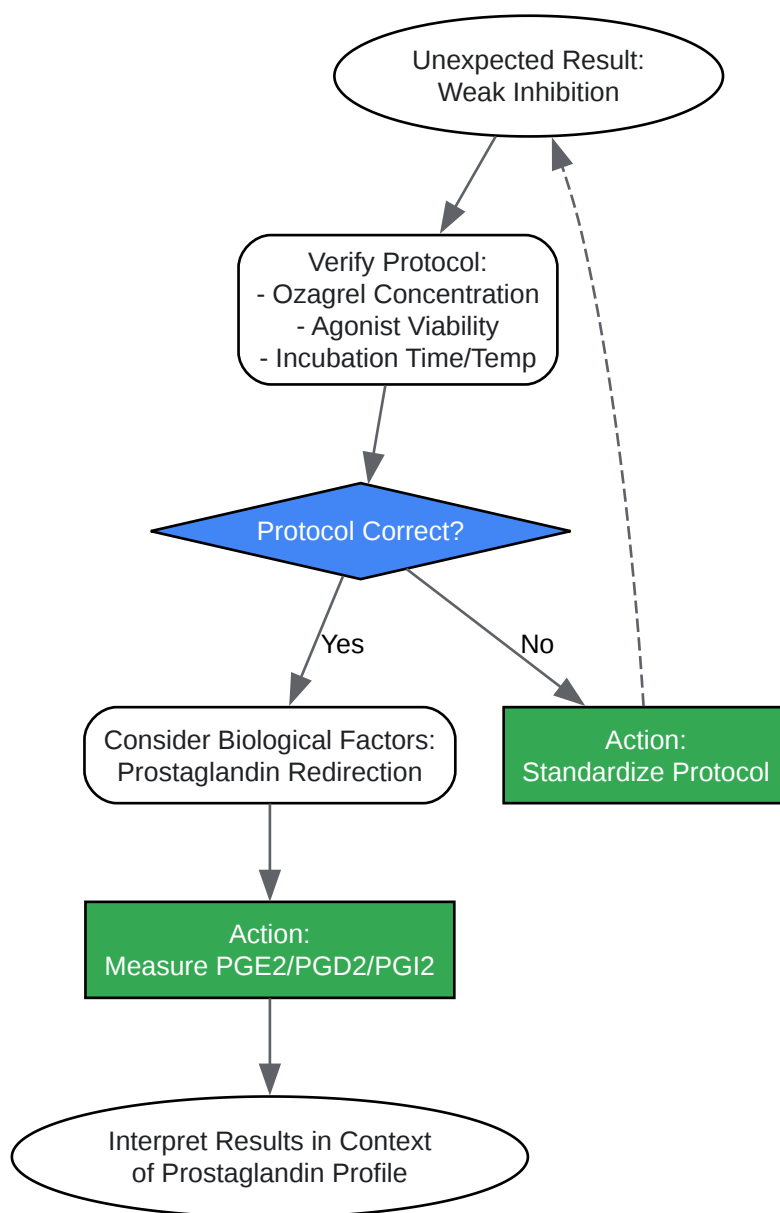 Unexpected Result:
Weak Inhibition
Verify Protocol:
- Ozagrel Concentration
- Agonist Viability
- Incubation Time/Temp
Protocol Correct?
Yes
No
Consider Biological Factors:
Prostaglandin Redirection
Action:
Standardize Protocol
Action:
Measure PGE2/PGD2/PGI2
Interpret Results in Context
of Prostaglandin Profile